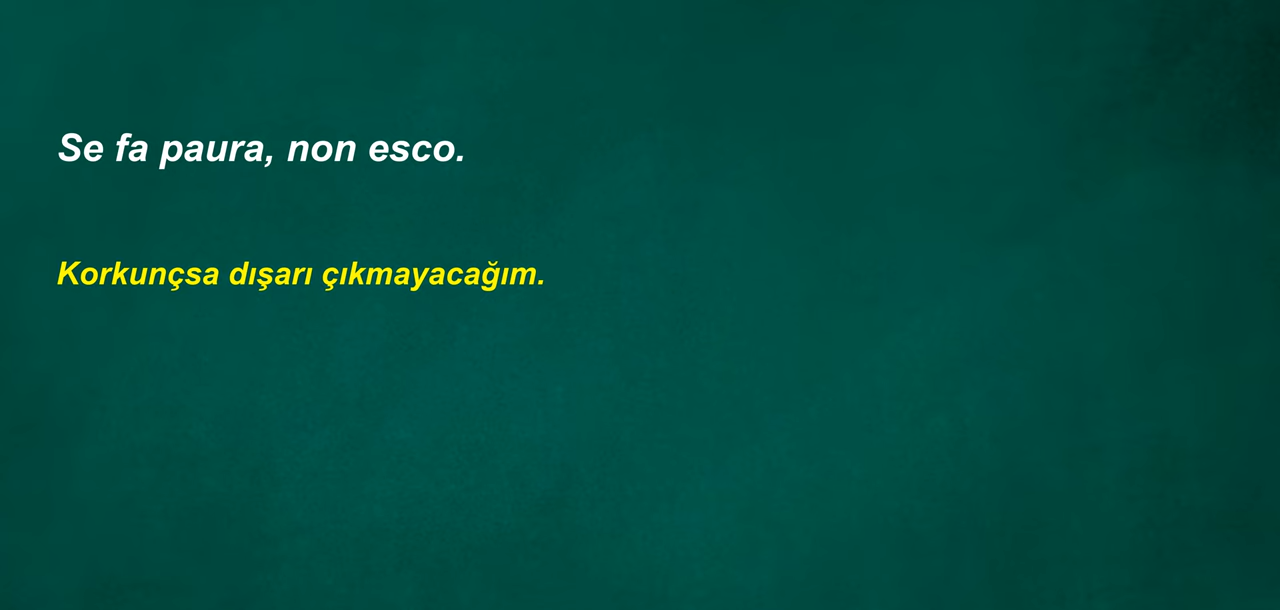 Se fa paura, non esco.
Korkunçsa dışarı çıkmayacağım.